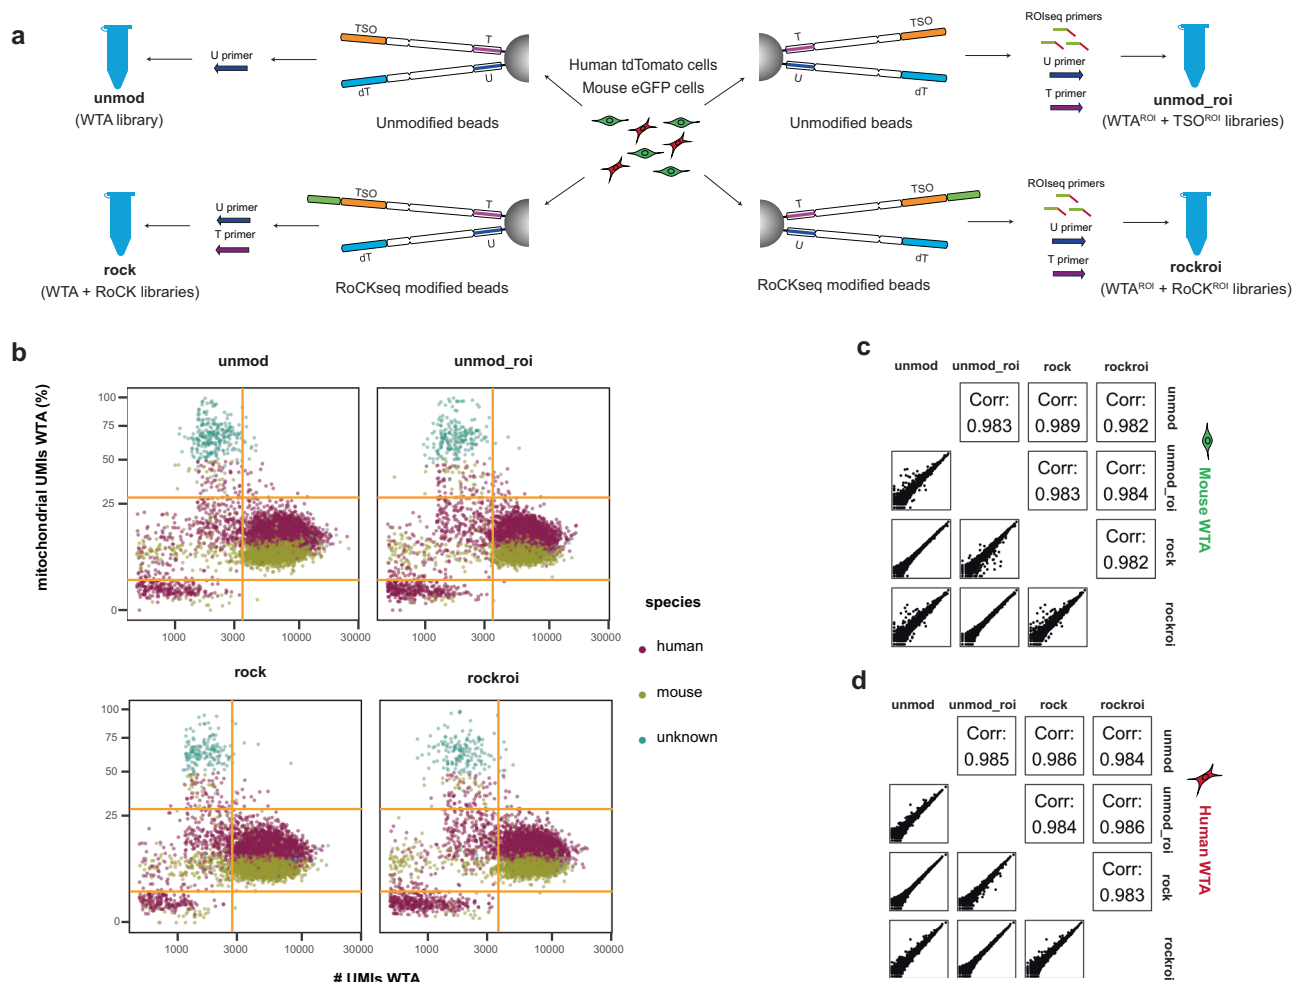 a
TSO
T
U
dT
Unmodified beads
U primer
unmod
(WTA library)
Human tdTomato cells
Mouse eGFP cells
T
TSO
U
dT
Unmodified beads
ROIseq primers
U primer
T primer
unmod_roi
(WTAROI + TSOROI libraries)
TSO
T
U
dT
RoCKseq modified beads
U primer
T primer
rock
(WTA + RoCK libraries)
TSO
T
U
dT
RoCKseq modified beads
ROIseq primers
U primer
T primer
rockroi
(WTAROI + RoCKROI libraries)
b
unmod
unmod_roi
mitochondrial UMIs WTA (%)
100
75
50
25
0
1000
3000
10000
30000
1000
3000
10000
30000
rock
rockroi
100
75
50
25
0
1000
3000
10000
30000
1000
3000
10000
30000
# UMIs WTA
species
human
mouse
unknown
c
unmod
unmod_roi
rock
rockroi
Corr:
0.983
Corr:
0.989
Corr:
0.982
unmod
Corr:
0.983
Corr:
0.984
unmod_roi
Corr:
0.982
rock
rockroi
Mouse WTA
d
unmod
unmod_roi
rock
rockroi
Corr:
0.985
Corr:
0.986
Corr:
0.984
unmod
Corr:
0.984
Corr:
0.986
unmod_roi
Corr:
0.983
rock
rockroi
Human WTA